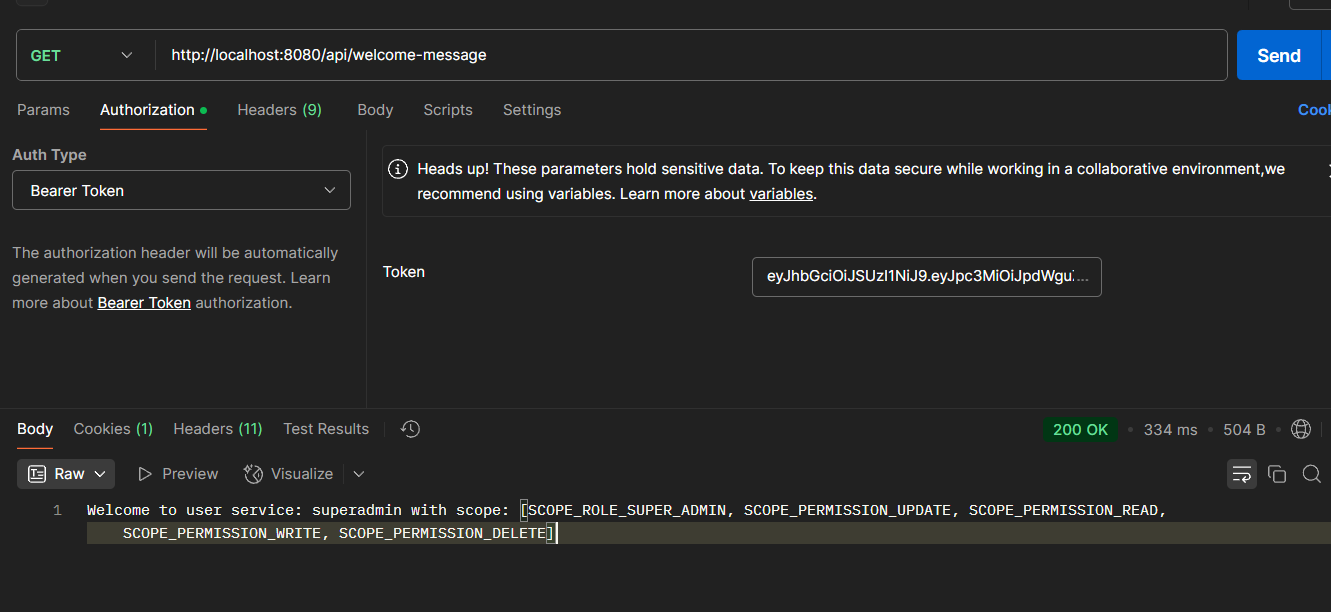 GET http://localhost:8080/api/welcome-message Send
Params Authorization Headers (9) Body Scripts Settings
Auth Type
Bearer Token
The authorization header will be automatically
generated when you send the request. Learn
more about Bearer Token authorization.
Heads up! These parameters hold sensitive data. To keep this data secure while working in a collaborative environment,we
recommend using variables. Learn more about variables.
Token eyJhbGciOiJSUzI1NiJ9.eyJpc3MiOiJpdWgu...
Body Cookies (1) Headers (11) Test Results 200 OK • 334 ms • 504 B •
Raw Preview Visualize
1 Welcome to user service: superadmin with scope: [SCOPE_ROLE_SUPER_ADMIN, SCOPE_PERMISSION_UPDATE, SCOPE_PERMISSION_READ,
SCOPE_PERMISSION_WRITE, SCOPE_PERMISSION_DELETE]